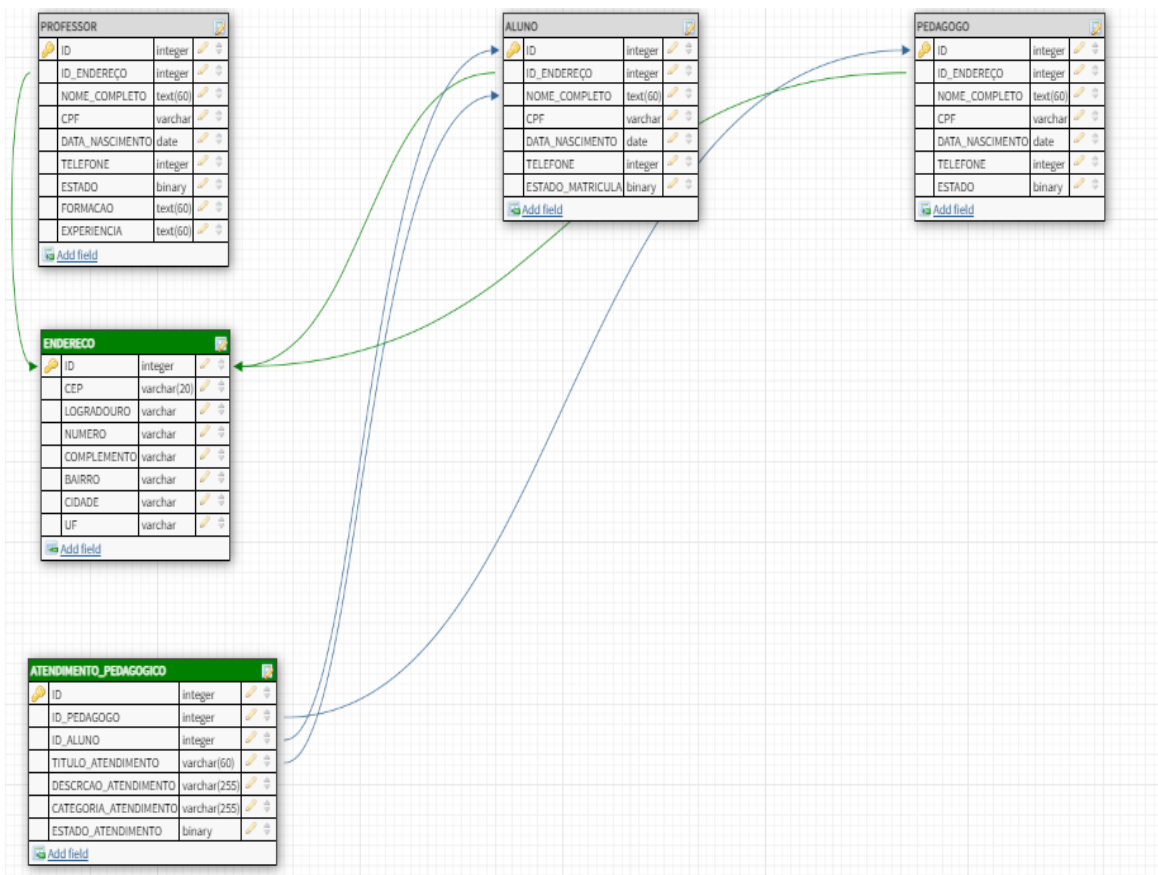 PROFESSOR
ID integer
ID_ENDEREÇO integer
NOME_COMPLETO text(60)
CPF varchar
DATA_NASCIMENTO date
TELEFONE integer
ESTADO binary
FORMACAO text(60)
EXPERIENCIA text(60)
Add field
ALUNO
ID integer
ID_ENDEREÇO integer
NOME_COMPLETO text(60)
CPF varchar
DATA_NASCIMENTO date
TELEFONE integer
ESTADO_MATRICULA binary
Add field
PEDAGOGO
ID integer
ID_ENDEREÇO integer
NOME_COMPLETO text(60)
CPF varchar
DATA_NASCIMENTO date
TELEFONE integer
ESTADO binary
Add field
ENDERECO
ID integer
CEP varchar(20)
LOGRADOURO varchar
NUMERO varchar
COMPLEMENTO varchar
BAIRRO varchar
CIDADE varchar
UF varchar
Add field
ATENDIMENTO_PEDAGOGICO
ID integer
ID_PEDAGOGO integer
ID_ALUNO integer
TITULO_ATENDIMENTO varchar(60)
DESCRCAO_ATENDIMENTO varchar(255)
CATEGORIA_ATENDIMENTO varchar(255)
ESTADO_ATENDIMENTO binary
Add field